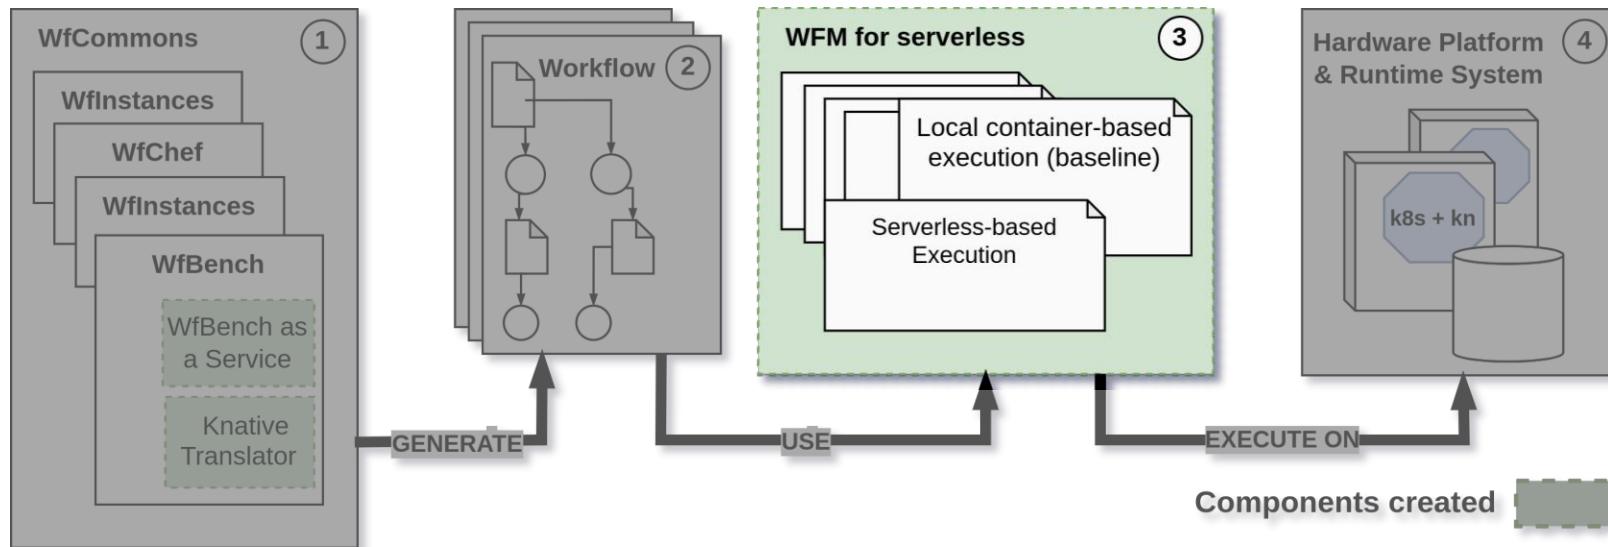 WfCommons
1
WfInstances
WfChef
WfInstances
WfBench
WfBench as
a Service
Knative
Translator
GENERATE
Workflow
2
USE
WFM for serverless
3
Local container-based
execution (baseline)
Serverless-based
Execution
EXECUTE ON
Hardware Platform
& Runtime System
4
k8s + kn
Components created